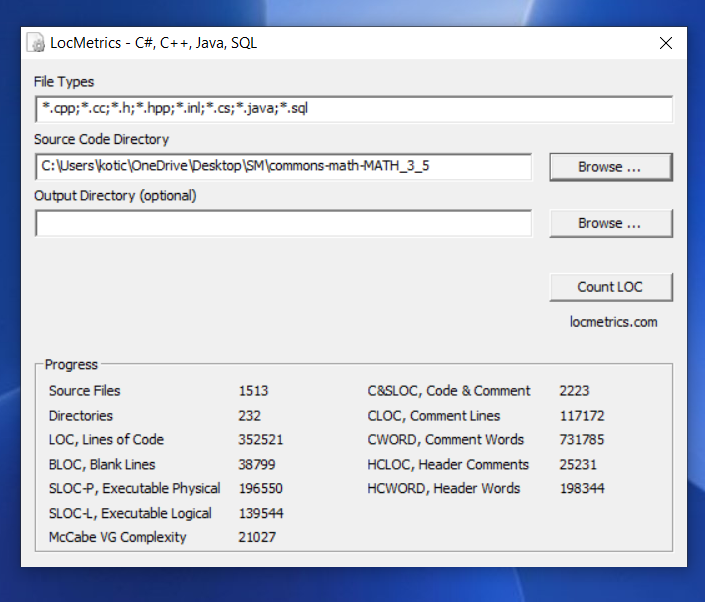 LocMetrics - C#, C++, Java, SQL
File Types
*.cpp;*.cc;*.h;*.hpp;*.inl;*.cs;*.java;*.sql
Source Code Directory
C:\Users\kotic\OneDrive\Desktop\SM\commons-math-MATH_3_5
Browse ...
Output Directory (optional)
Browse ...
Count LOC
locmetrics.com
Progress
Source Files 1513 C&SLOC, Code & Comment 2223
Directories 232 CLOC, Comment Lines 117172
LOC, Lines of Code 352521 CWORD, Comment Words 731785
BLOC, Blank Lines 38799 HCLOC, Header Comments 25231
SLOC-P, Executable Physical 196550 HCWORD, Header Words 198344
SLOC-L, Executable Logical 139544
McCabe VG Complexity 21027